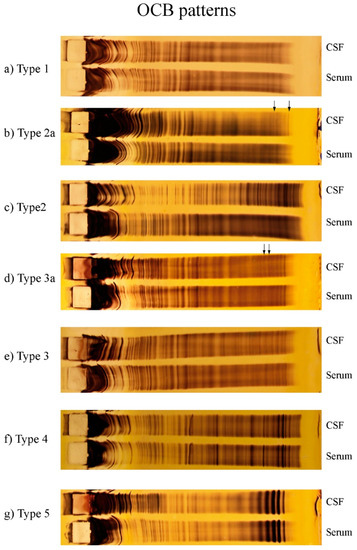 OCB patterns
a) Type 1
CSF
Serum
b) Type 2a
CSF
Serum
c) Type2
CSF
Serum
d) Type 3a
CSF
Serum
e) Type 3
CSF
Serum
f) Type 4
CSF
Serum
g) Type 5
CSF
Serum